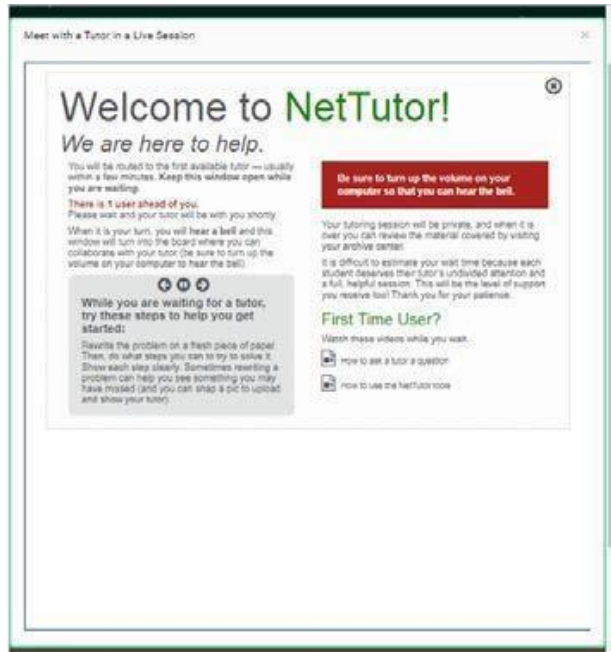 Meet with a Tutor in a Live Session
Welcome to NetTutor!
We are here to help.
You will be routed to the first available tutor — usually
within a few minutes. Keep this window open while
you are waiting.
There is 1 user ahead of you.
Please wait and your tutor will be with you shortly.
When it is your turn, you will hear a bell and this
window will turn into the board where you can
collaborate with your tutor (be sure to turn up the
volume on your computer to hear the bell).
While you are waiting for a tutor,
try these steps to help you get
started:
Rewrite the problem on a fresh piece of paper.
Then, do what steps you can to try to solve it.
Show each step clearly. Sometimes rewriting a
problem can help you see something you may
have missed (and you can snap a pic to upload
and show your tutor).
Be sure to turn up the volume on your
computer so that you can hear the bell.
Your tutoring session will be private, and when it is
over you can review the material covered by visiting
your archive center.
It is difficult to estimate your wait time because each
student deserves their tutor's undivided attention and
a full, helpful session. This will be the level of support
you receive too! Thank you for your patience.
First Time User?
Watch these videos while you wait.
How to ask a tutor a question
How to use the NetTutor tools